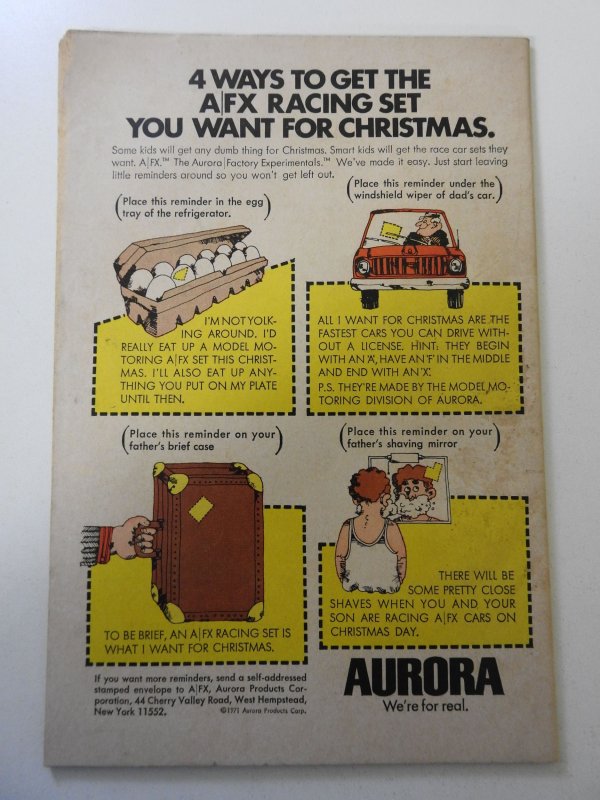 4 WAYS TO GET THE
A|FX RACING SET
YOU WANT FOR CHRISTMAS.
Some kids will get any dumb thing for Christmas. Smart kids will get the race car sets they
want. A|FX.™ The Aurora|Factory Experimentals.™ We've made it easy. Just start leaving
little reminders around so you won't get left out.
(Place this reminder in the egg
tray of the refrigerator.)
I'M NOT YOLK-
ING AROUND, I'D
REALLY EAT UP A MODEL MO-
TORING A|FX SET THIS CHRIST-
MAS. I'LL ALSO EAT UP ANY-
THING YOU PUT ON MY PLATE
UNTIL THEN.
(Place this reminder under the
windshield wiper of dad's car.)
ALL I WANT FOR CHRISTMAS ARE THE
FASTEST CARS YOU CAN DRIVE WITH-
OUT A LICENSE. HINT: THEY BEGIN
WITH AN 'A', HAVE AN 'F' IN THE MIDDLE
AND END WITH AN 'X'.
P.S. THEY'RE MADE BY THE MODEL MO-
TORING DIVISION OF AURORA.
(Place this reminder on your
father's brief case)
TO BE BRIEF, AN A|FX RACING SET IS
WHAT I WANT FOR CHRISTMAS.
(Place this reminder on your
father's shaving mirror)
THERE WILL BE
SOME PRETTY CLOSE
SHAVES WHEN YOU AND YOUR
SON ARE RACING A|FX CARS ON
CHRISTMAS DAY.
If you want more reminders, send a self-addressed
stamped envelope to A|FX, Aurora Products Cor-
poration, 44 Cherry Valley Road, West Hempstead,
New York 11552. ©1971 Aurora Products Corp.
AURORA
We're for real.